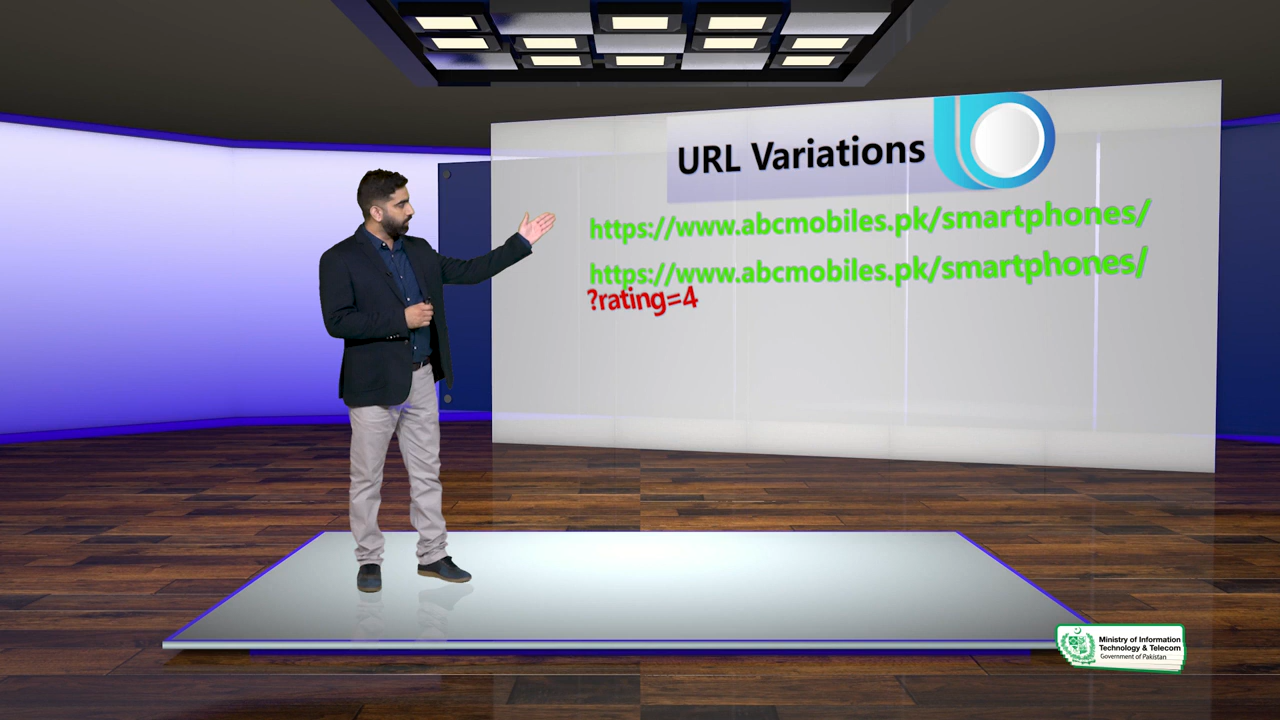 URL Variations
https://www.abcmobiles.pk/smartphones/
https://www.abcmobiles.pk/smartphones/
?rating=4
Ministry of Information
Technology & Telecom
Government of Pakistan